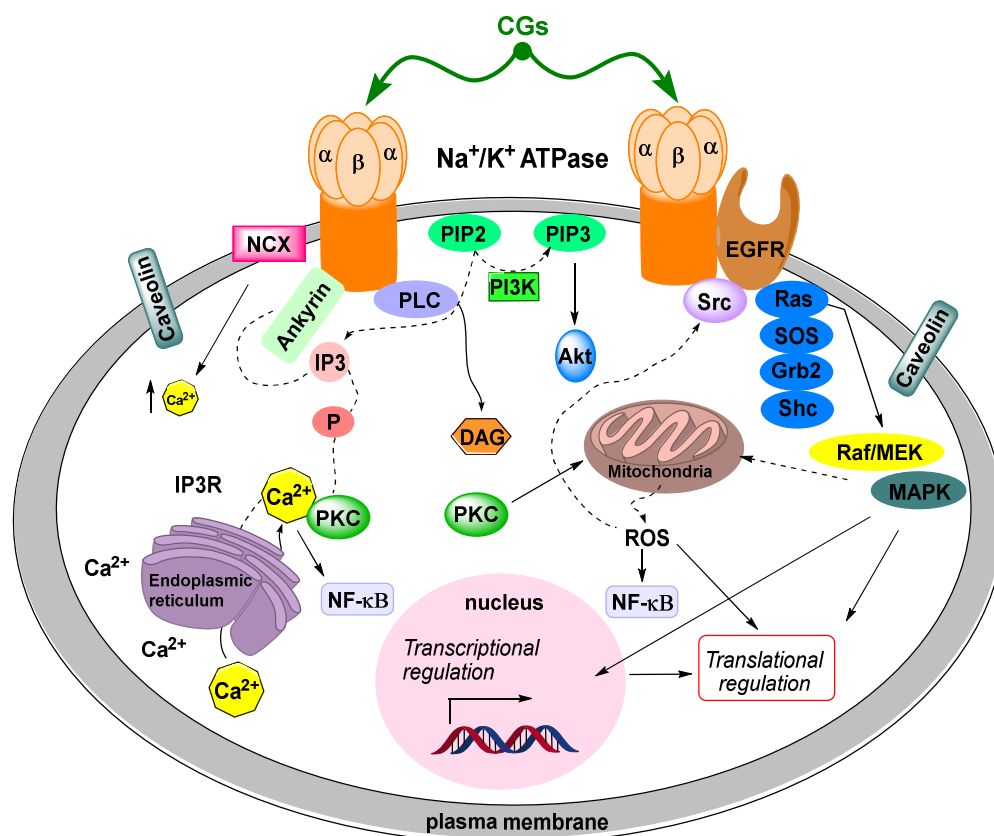 CGs
α
β
α
Na⁺/K⁺ ATPase
α
β
α
NCX
PIP2
PIP3
EGFR
PI3K
Caveolin
Ankyrin
PLC
Src
Ras
SOS
Grb2
Shc
Caveolin
IP3
Akt
Ca²⁺
P
DAG
Mitochondria
Raf/MEK
MAPK
IP3R
Ca²⁺
PKC
PKC
ROS
Ca²⁺
Endoplasmic
reticulum
NF-κB
NF-κB
nucleus
Ca²⁺
Transcriptional
regulation
Translational
regulation
Ca²⁺
plasma membrane